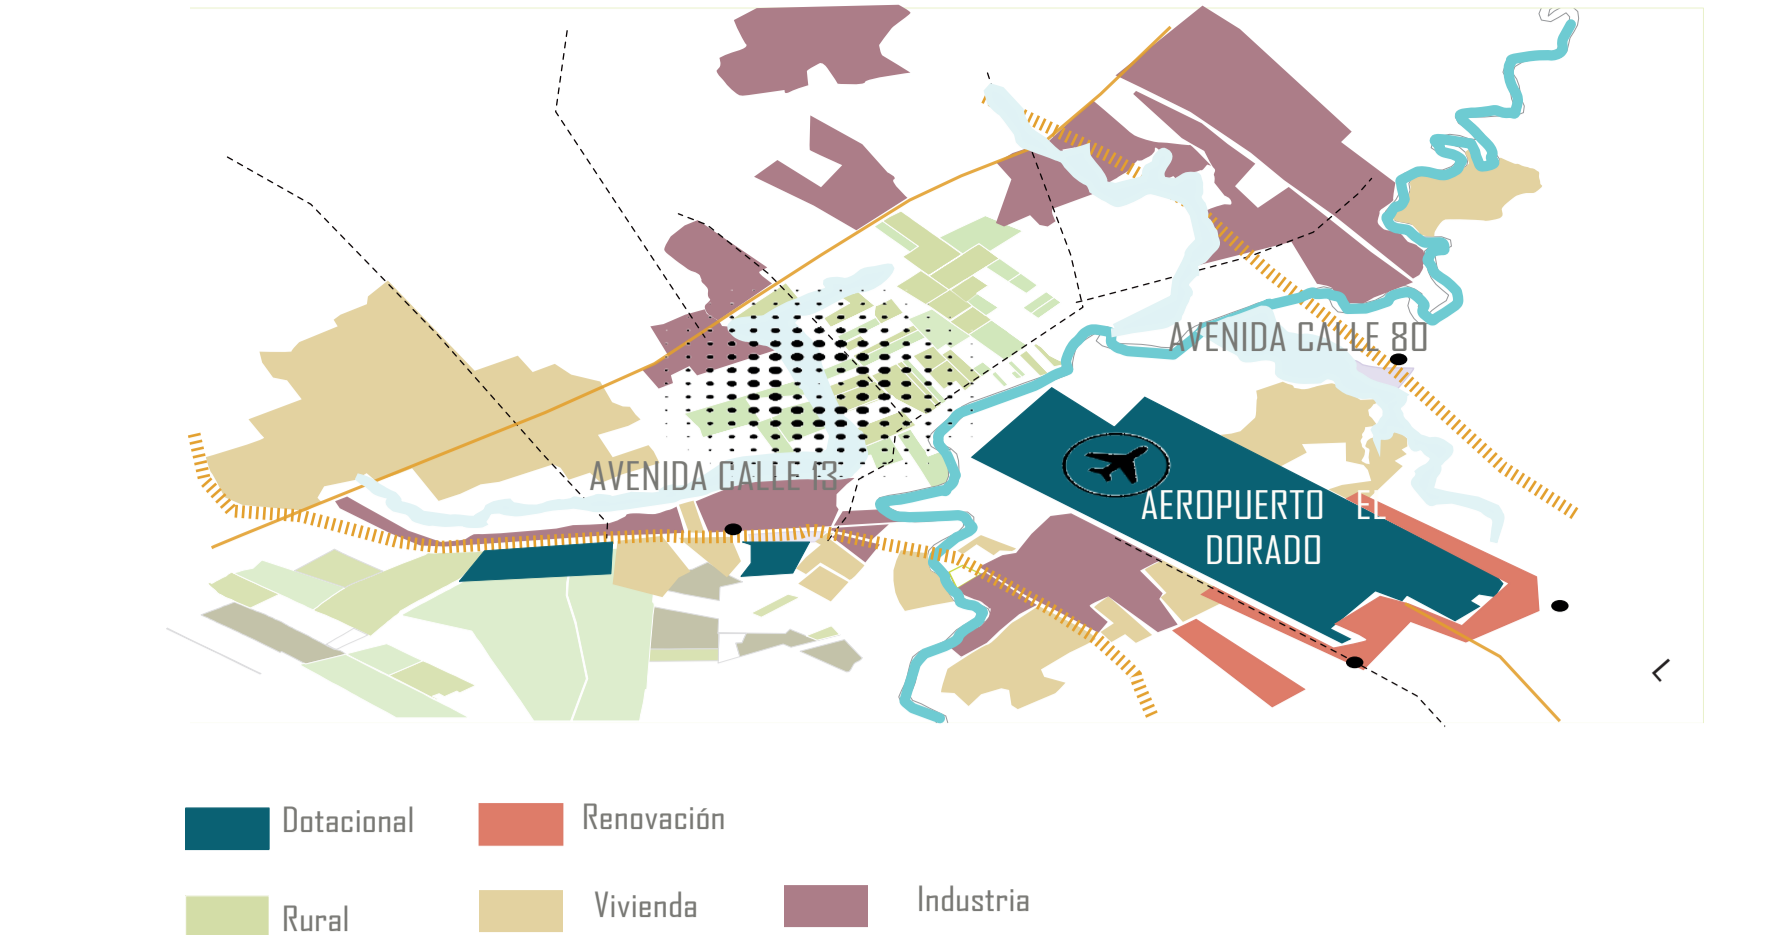 AVENIDA CALLE 80
AVENIDA CALLE 13
AEROPUERTO EL
DORADO
Dotacional
Renovación
Rural
Vivienda
Industria